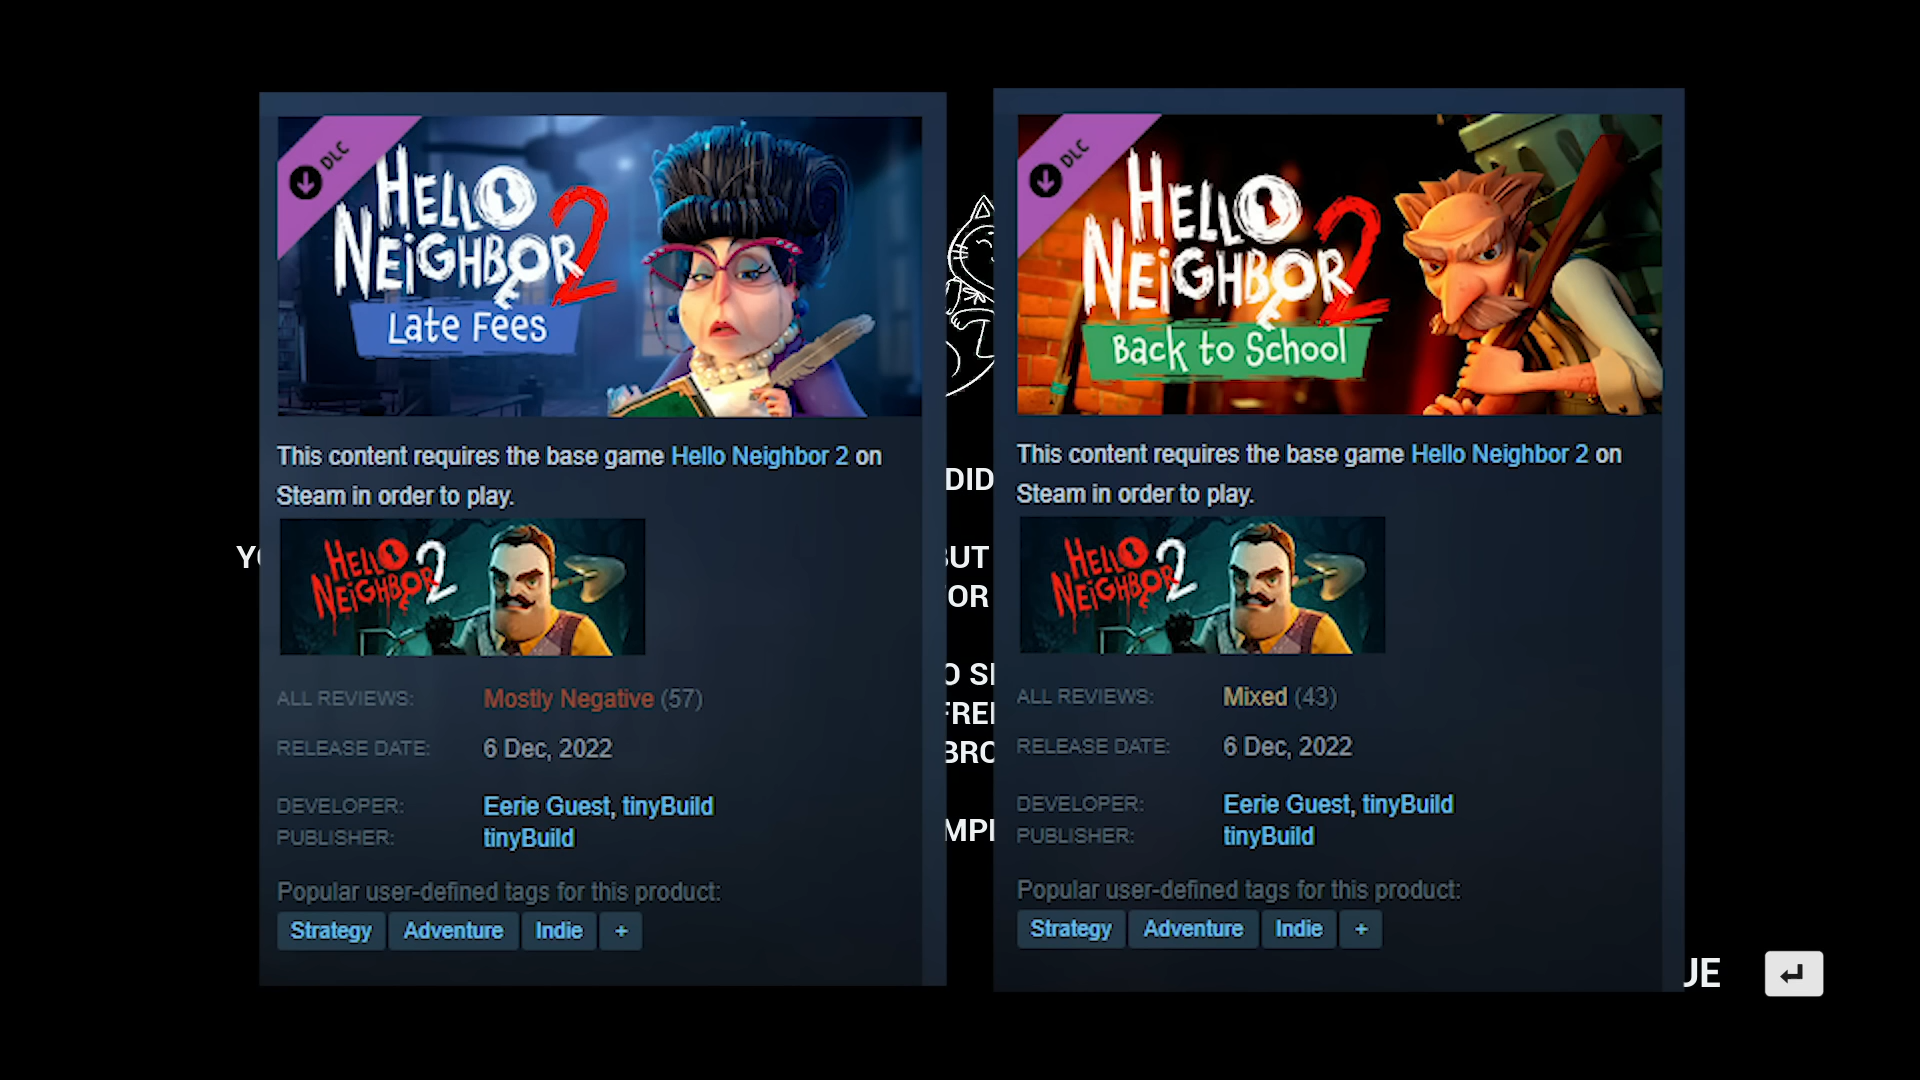 DLC
HELLO
NEIGHBOR 2
Late Fees
This content requires the base game Hello Neighbor 2 on
Steam in order to play.
HELLO
NEIGHBOR 2
ALL REVIEWS: Mostly Negative (57)
RELEASE DATE: 6 Dec, 2022
DEVELOPER: Eerie Guest, tinyBuild
PUBLISHER: tinyBuild
Popular user-defined tags for this product:
Strategy Adventure Indie +
DID
OR
DLC
HELLO
NEIGHBOR 2
Back to School
This content requires the base game Hello Neighbor 2 on
Steam in order to play.
HELLO
NEIGHBOR 2
ALL REVIEWS: Mixed (43)
RELEASE DATE: 6 Dec, 2022
DEVELOPER: Eerie Guest, tinyBuild
PUBLISHER: tinyBuild
Popular user-defined tags for this product:
Strategy Adventure Indie +